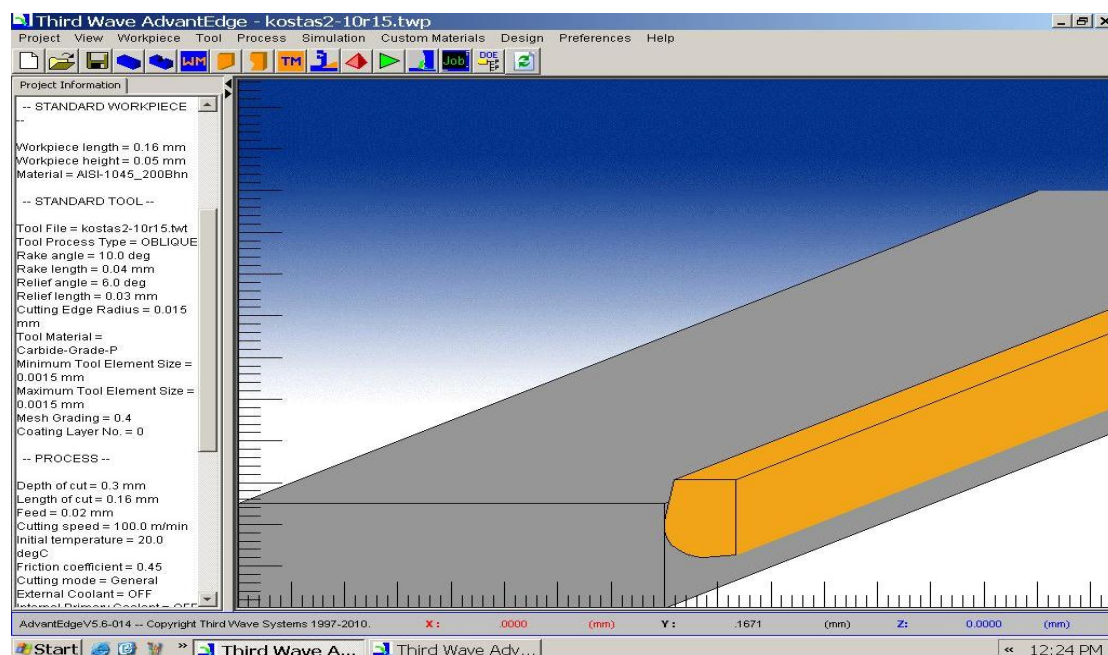 Third Wave AdvantEdge - kostas2-10r15.twp
Project View Workpiece Tool Process Simulation Custom Materials Design Preferences Help
WM TM Job DOE
Project Information
-- STANDARD WORKPIECE
--
Workpiece length = 0.16 mm
Workpiece height = 0.05 mm
Material = AISI-1045_200Bhn
-- STANDARD TOOL --
Tool File = kostas2-10r15.twt
Tool Process Type = OBLIQUE
Rake angle = 10.0 deg
Rake length = 0.04 mm
Relief angle = 6.0 deg
Relief length = 0.03 mm
Cutting Edge Radius = 0.015
mm
Tool Material =
Carbide-Grade-P
Minimum Tool Element Size =
0.0015 mm
Maximum Tool Element Size =
0.0015 mm
Mesh Grading = 0.4
Coating Layer No. = 0
-- PROCESS --
Depth of cut = 0.3 mm
Length of cut = 0.16 mm
Feed = 0.02 mm
Cutting speed = 100.0 m/min
Initial temperature = 20.0
degC
Friction coefficient = 0.45
Cutting mode = General
External Coolant = OFF
Internal Primary Coolant = OFF
AdvantEdgeV5.6-014 -- Copyright Third Wave Systems 1997-2010. X : .0000 (mm) Y : .1671 (mm) Z: 0.0000 (mm)
Start » Third Wave A... Third Wave Adv... « 12:24 PM